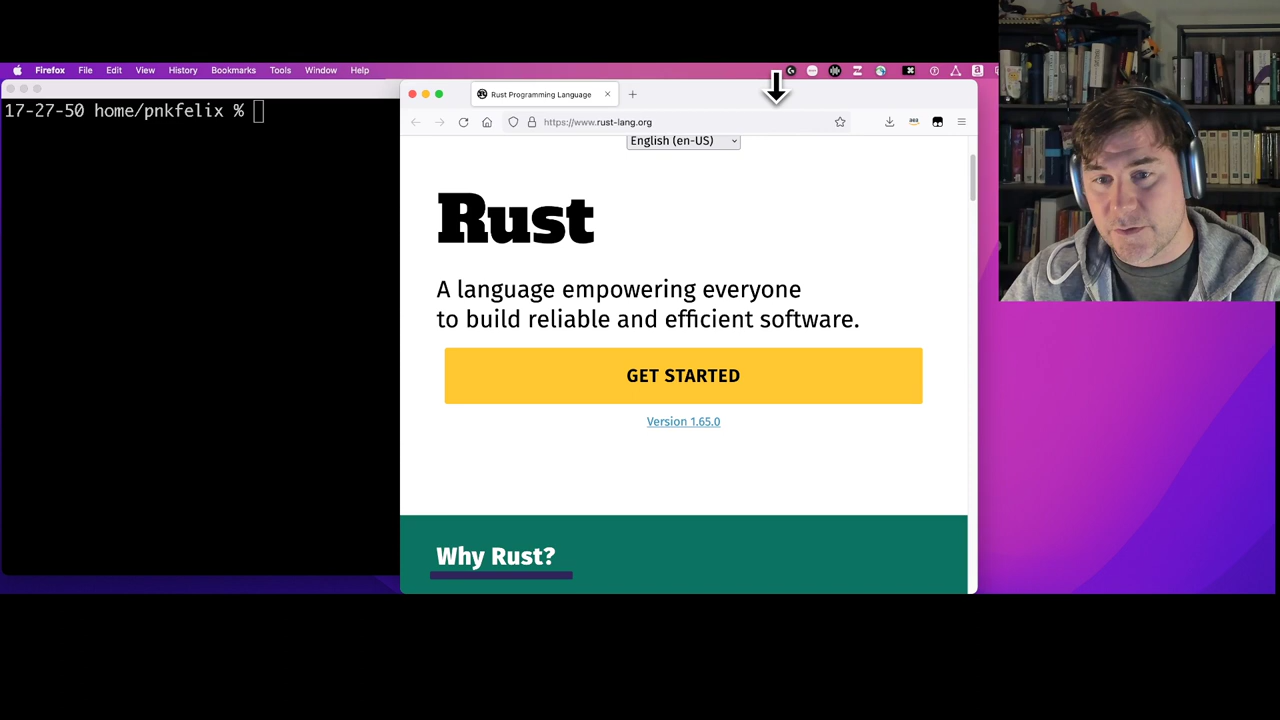 Firefox File Edit View History Bookmarks Tools Window Help
17-27-50 home/pnkfelix %
Rust Programming Language
https://www.rust-lang.org
English (en-US)
Rust
A language empowering everyone
to build reliable and efficient software.
GET STARTED
Version 1.65.0
Why Rust?